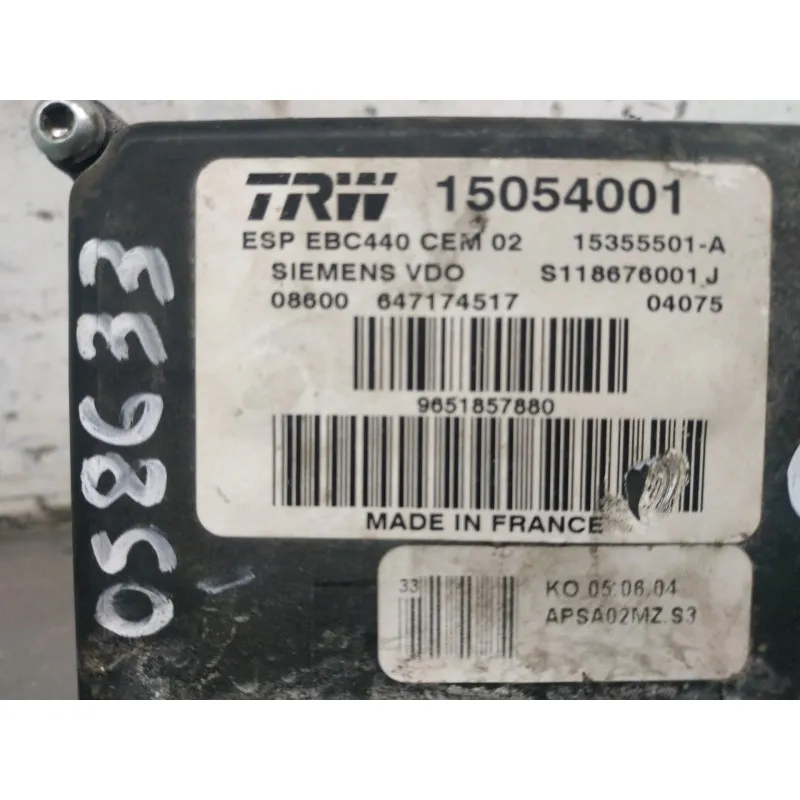 TRW 15054001
ESP EBC440 CEM 02 15355501-A
SIEMENS VDO S118676001J
08600 647174517 04075
9651857880
MADE IN FRANCE
33 KO 05.06.04
APSA02MZ.S3
058633